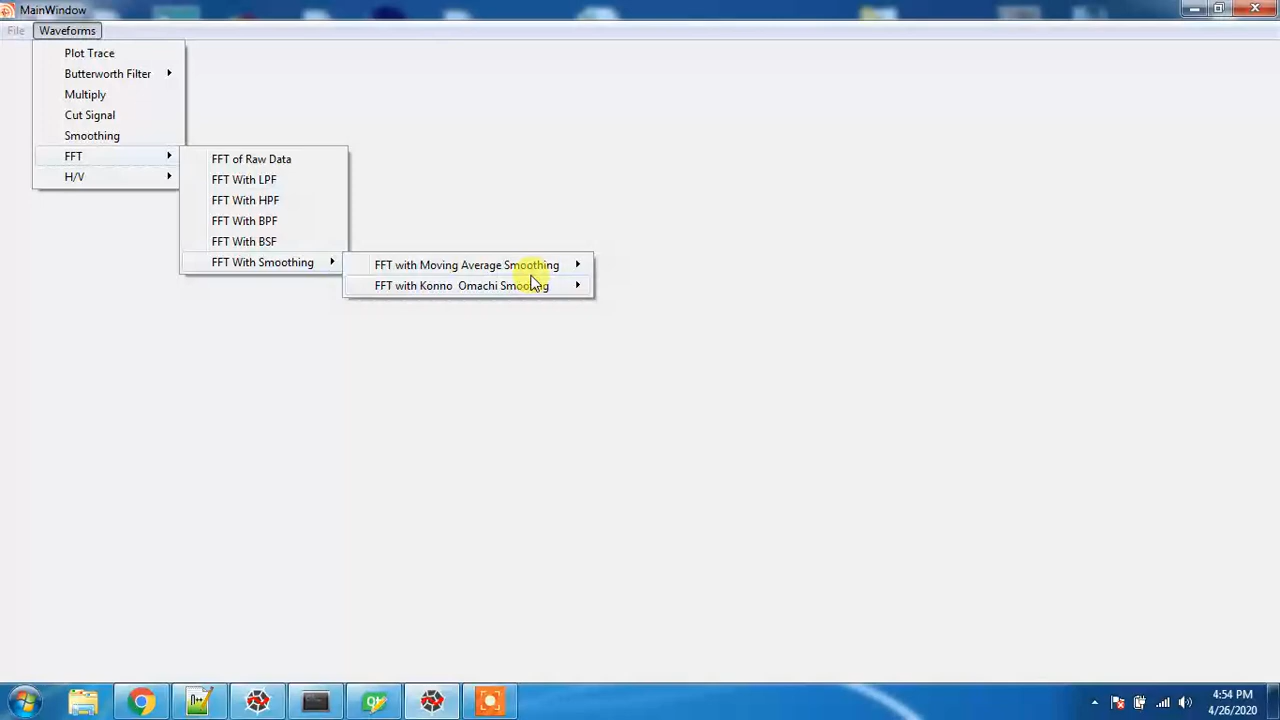 MainWindow
File Waveforms
Plot Trace
Butterworth Filter
Multiply
Cut Signal
Smoothing
FFT
H/V
FFT of Raw Data
FFT With LPF
FFT With HPF
FFT With BPF
FFT With BSF
FFT With Smoothing
FFT with Moving Average Smoothing
FFT with Konno Omachi Smoothing
4:54 PM
4/26/2020